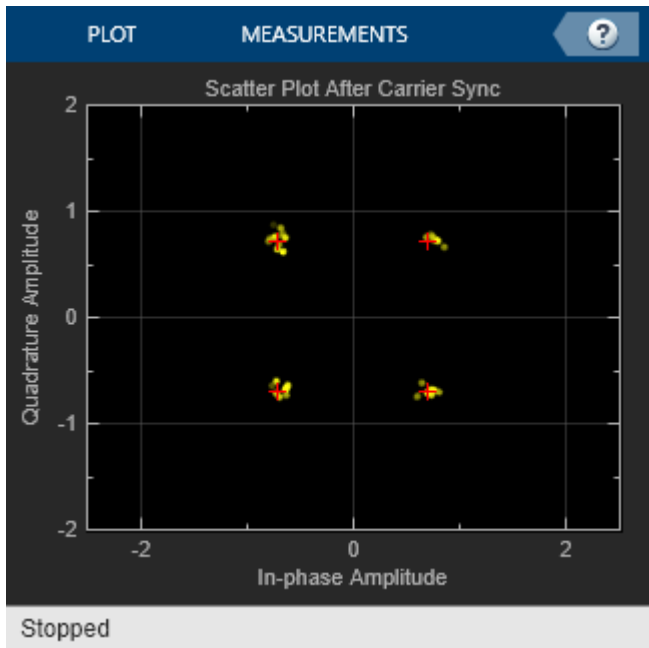 PLOT MEASUREMENTS ?
Scatter Plot After Carrier Sync
2
1
0
-1
-2
Quadrature Amplitude
-2 0 2
In-phase Amplitude
Stopped